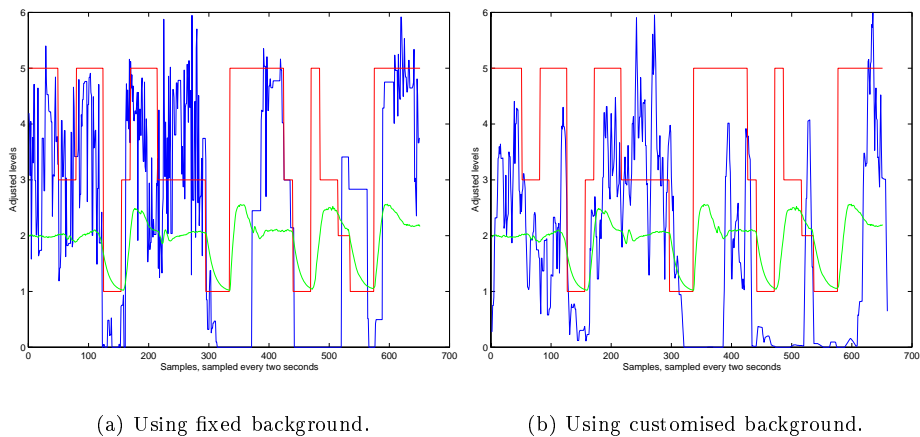 6
5
4
3
2
1
0
Adjusted levels
0 100 200 300 400 500 600 700
Samples, sampled every two seconds
(a) Using fixed background.
6
5
4
3
2
1
0
Adjusted levels
0 100 200 300 400 500 600 700
Samples, sampled every two seconds
(b) Using customised background.